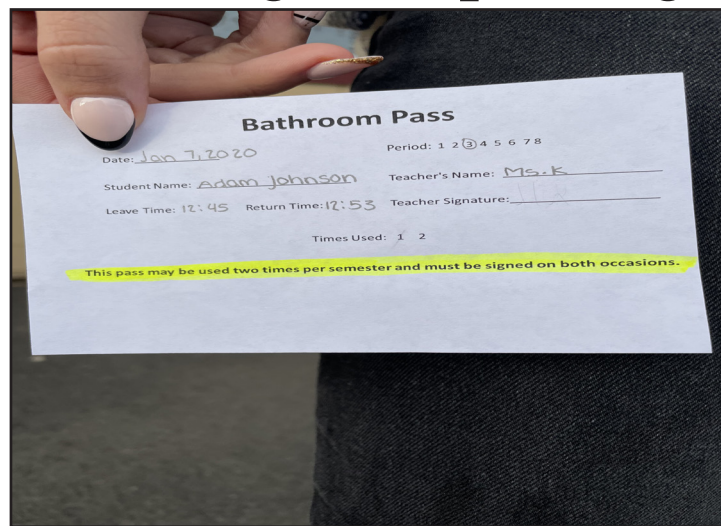 Bathroom Pass
Date: Jan 7, 2020 Period: 1 2 3 4 5 6 7 8
Student Name: Adam Johnson Teacher's Name: Ms. K
Leave Time: 12:45 Return Time: 12:53 Teacher Signature:
Times Used: 1 2
This pass may be used two times per semester and must be signed on both occasions.